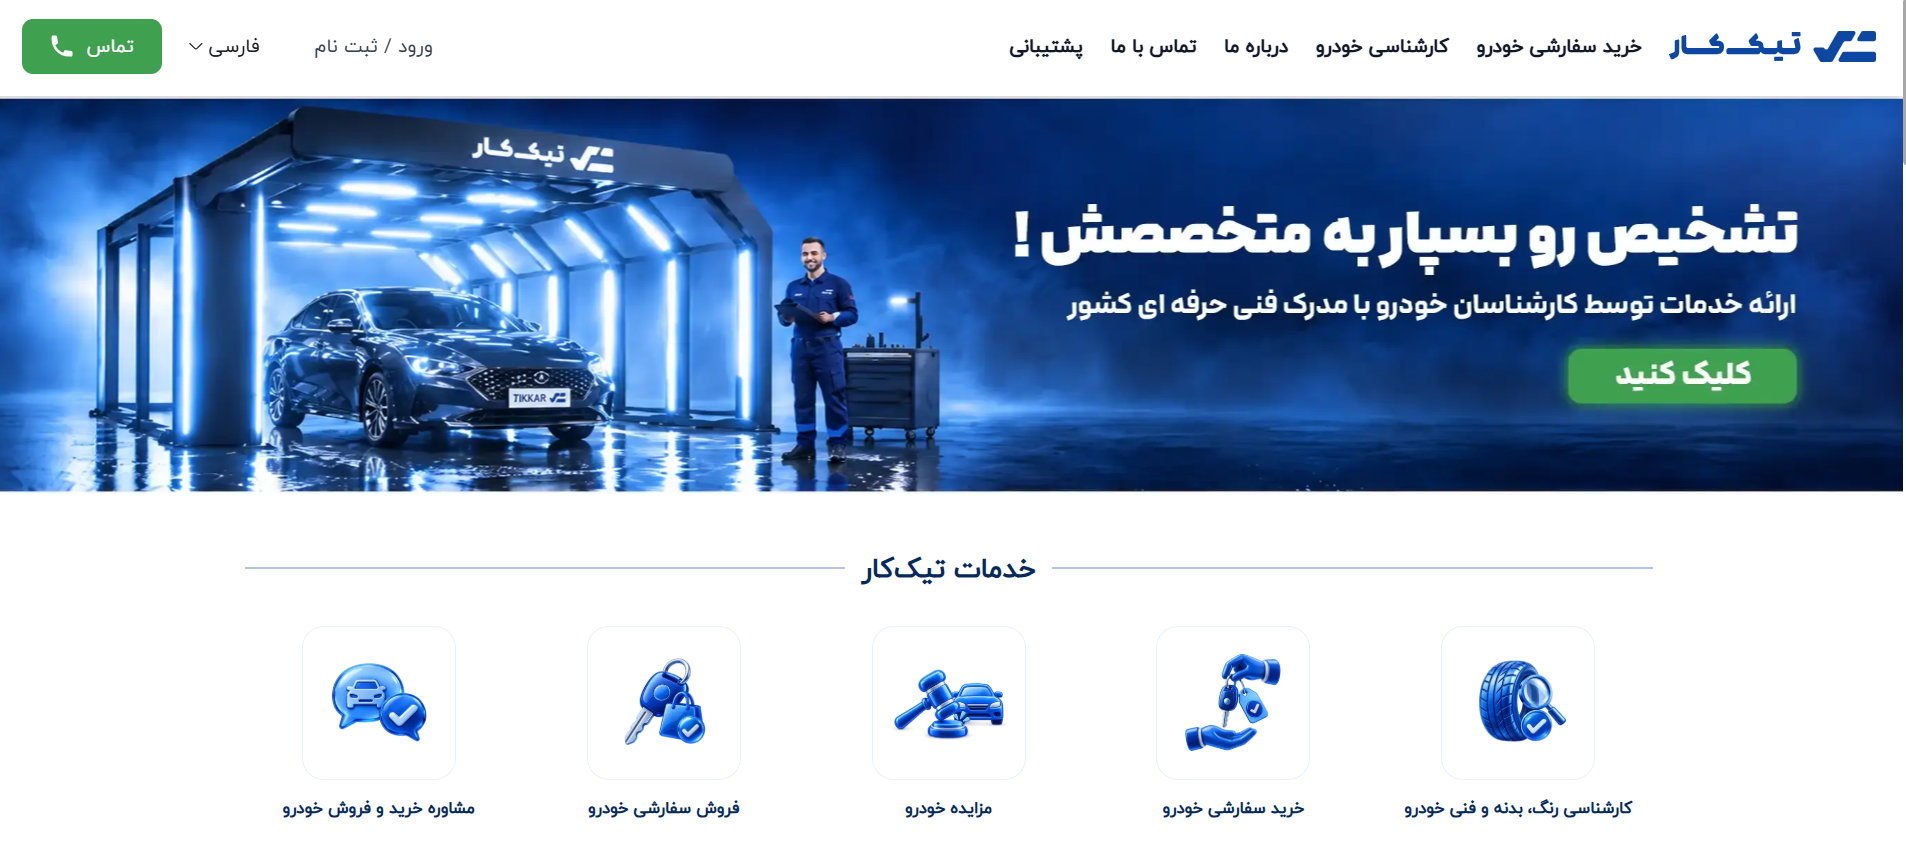 تیک‌کار
خرید سفارشی خودرو
کارشناسی خودرو
درباره ما
تماس با ما
پشتیبانی
ورود / ثبت نام
فارسی
تماس
تیک‌کار
تشخیص رو بسپار به متخصصش !
ارائه خدمات توسط کارشناسان خودرو با مدرک فنی حرفه ای کشور
کلیک کنید
TIKKAR
خدمات تیک‌کار
کارشناسی رنگ، بدنه و فنی خودرو
خرید سفارشی خودرو
مزایده خودرو
فروش سفارشی خودرو
مشاوره خرید و فروش خودرو